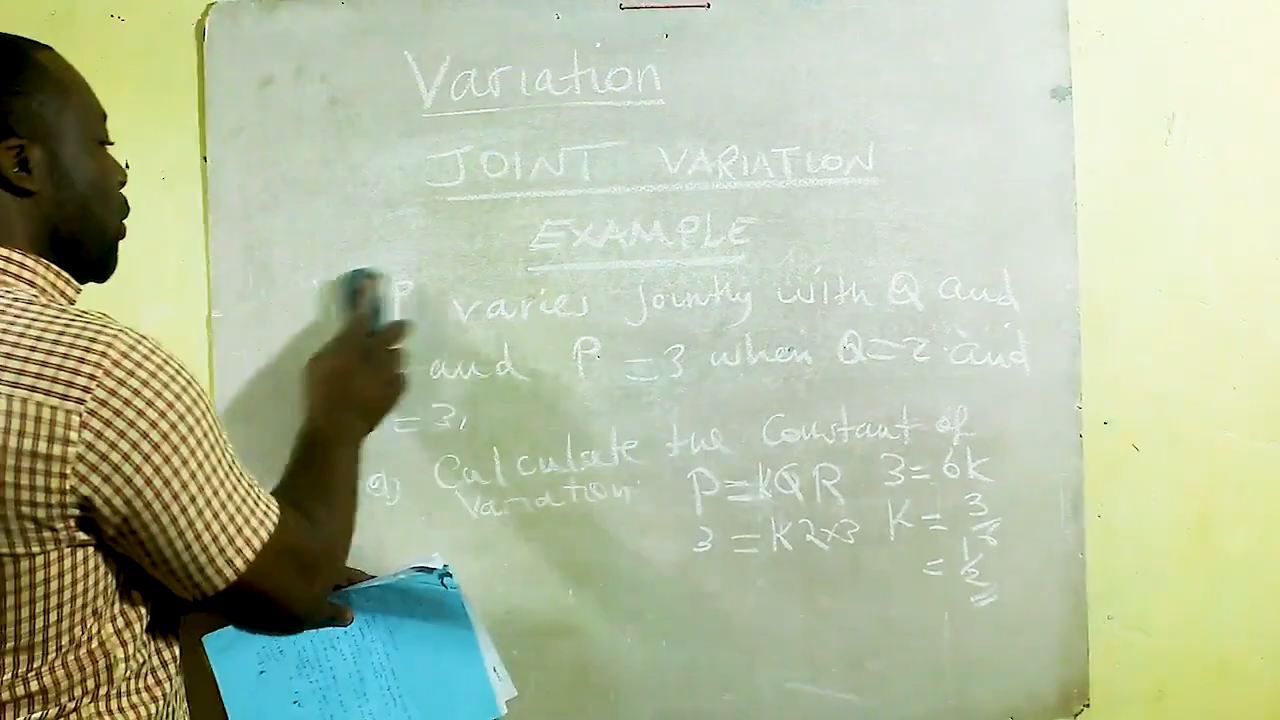 Variation
JOINT VARIATION
EXAMPLE
P varies jointly with Q and
and P = 3 when Q = 2 and
= 3,
a) Calculate the constant of
Variation
P = KQR
3 = K 2×3
3 = 6K
K = 3/6
= 1/2